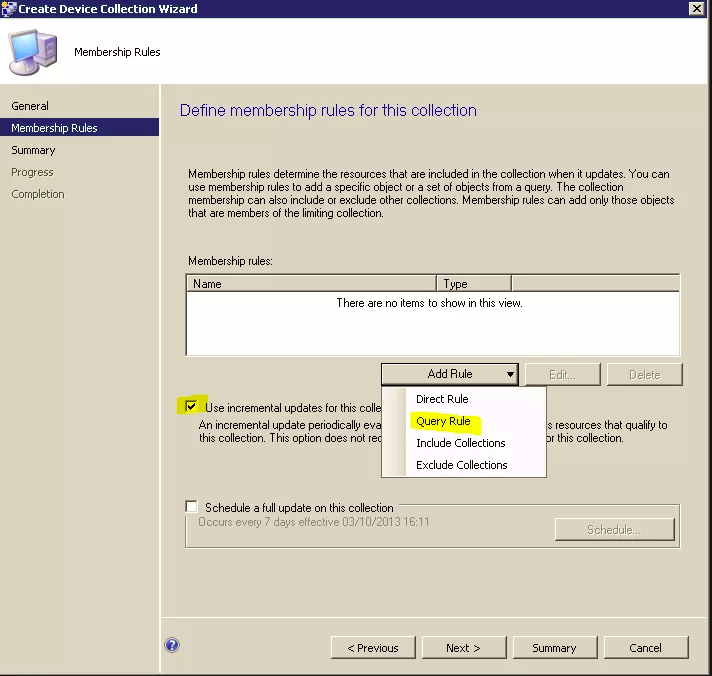 Create Device Collection Wizard
Membership Rules
General
Membership Rules
Summary
Progress
Completion
Define membership rules for this collection
Membership rules determine the resources that are included in the collection when it updates. You can
use membership rules to add a specific object or a set of objects from a query. The collection
membership can also include or exclude other collections. Membership rules can add only those objects
that are members of the limiting collection.
Membership rules:
Name Type
There are no items to show in this view.
Add Rule Edit... Delete
Direct Rule
Query Rule
Include Collections
Exclude Collections
Use incremental updates for this colle
An incremental update periodically eva s resources that qualify to
this collection. This option does not rec or this collection.
Schedule a full update on this collection
Occurs every 7 days effective 03/10/2013 16:11
Schedule...
< Previous Next > Summary Cancel